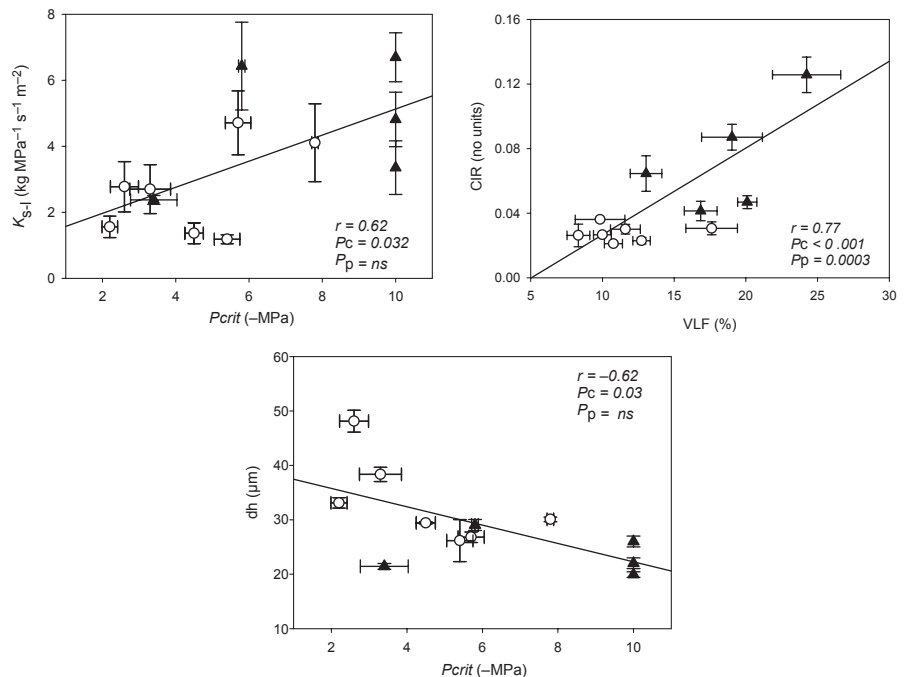 8
6
4
2
0
K_s-l (kg MPa⁻¹ s⁻¹ m⁻²)
r = 0.62
Pc = 0.032
Pp = ns
2 4 6 8 10
Pcrit (–MPa)
0.16
0.12
0.08
0.04
0.00
CIR (no units)
r = 0.77
Pc < 0 .001
Pp = 0.0003
5 10 15 20 25 30
VLF (%)
60
50
40
30
20
10
dh (µm)
r = –0.62
Pc = 0.03
Pp = ns
2 4 6 8 10
Pcrit (–MPa)